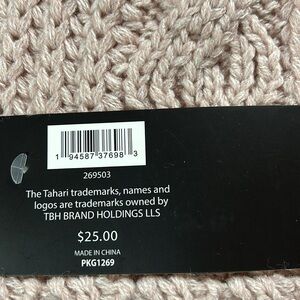 1 94587 37698 3
269503
The Tahari trademarks, names and
logos are trademarks owned by
TBH BRAND HOLDINGS LLS
$25.00
MADE IN CHINA
PKG1269